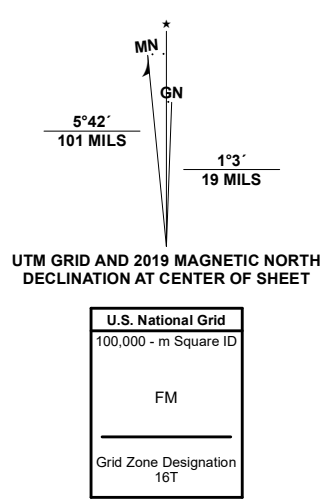 ★
MN
GN
5°42´
101 MILS
1°3´
19 MILS
UTM GRID AND 2019 MAGNETIC NORTH
DECLINATION AT CENTER OF SHEET
U.S. National Grid
100,000 - m Square ID
FM
Grid Zone Designation
16T